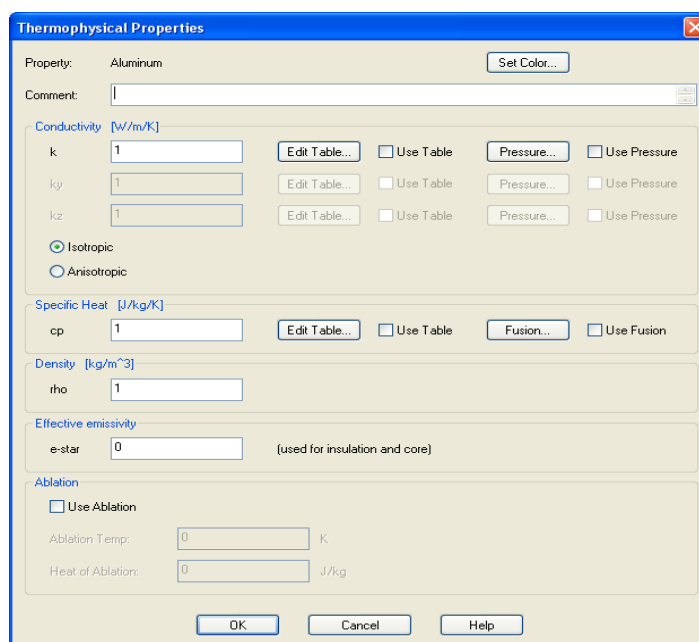 Thermophysical Properties
Property: Aluminum Set Color...
Comment:
Conductivity [W/m/K]
k 1 Edit Table... Use Table Pressure... Use Pressure
ky 1 Edit Table... Use Table Pressure... Use Pressure
kz 1 Edit Table... Use Table Pressure... Use Pressure
Isotropic
Anisotropic
Specific Heat [J/kg/K]
cp 1 Edit Table... Use Table Fusion... Use Fusion
Density [kg/m^3]
rho 1
Effective emissivity
e-star 0 (used for insulation and core)
Ablation
Use Ablation
Ablation Temp: 0 K
Heat of Ablation: 0 J/kg
OK Cancel Help